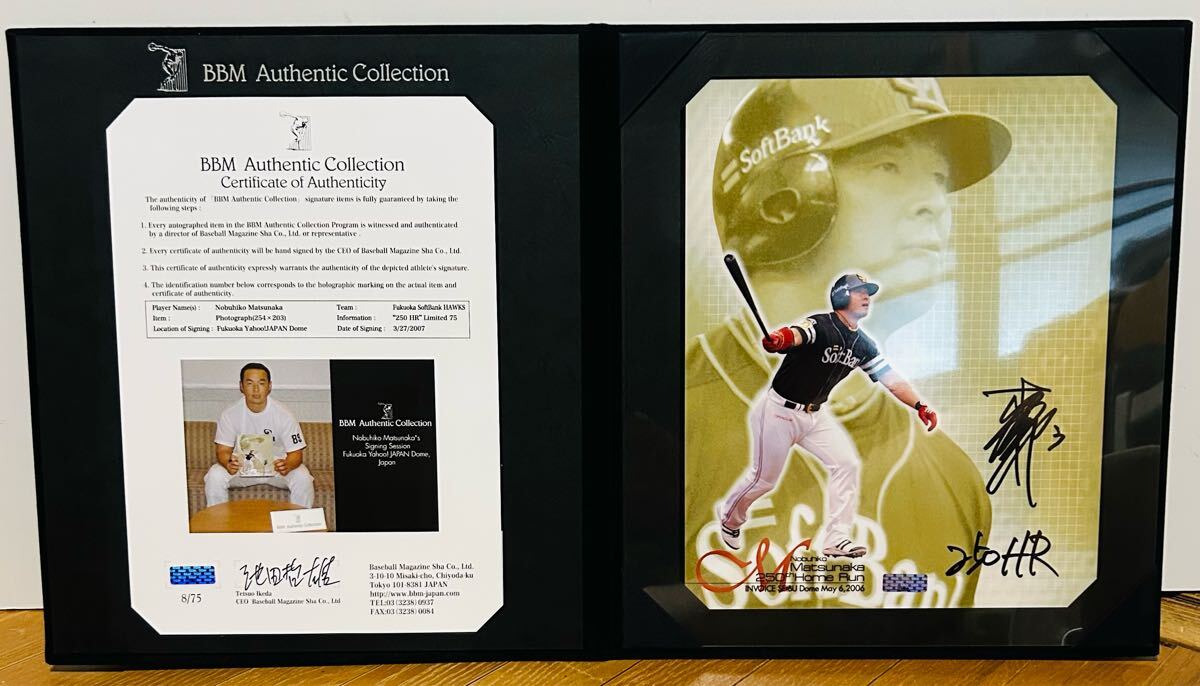 BBM Authentic Collection
BBM Authentic Collection
Certificate of Authenticity
The authenticity of 「BBM Authentic Collection」 signature items is fully guaranteed by taking the
following steps :
1. Every autographed item in the BBM Authentic Collection Program is witnessed and authenticated
by a director of Baseball Magazine Sha Co., Ltd. or representative .
2. Every certificate of authenticity will be hand signed by the CEO of Baseball Magazine Sha Co., Ltd.
3. This certificate of authenticity expressly warrants the authenticity of the depicted athlete's signature.
4. The identification number below corresponds to the holographic marking on the actual item and
certificate of authenticity.
Player Name(s) : Nobuhiko Matsunaka Team : Fukuoka SoftBank HAWKS
Item : Photograph(254×203) Information : "250 HR" Limited 75
Location of Signing : Fukuoka Yahoo!JAPAN Dome Date of Signing : 3/27/2007
89
BBM Authentic Collection
BBM Authentic Collection
Nobuhiko Matsunaka's
Signing Session
Fukuoka Yahoo! JAPAN Dome,
Japan
8/75
池田哲雄
Tetsuo Ikeda
CEO Baseball Magazine Sha Co., Ltd
Baseball Magazine Sha Co., Ltd.
3-10-10 Misaki-cho, Chiyoda-ku
Tokyo 101-8381 JAPAN
http://www.bbm-japan.com
TEL:03(3238)0937
FAX:03(3238)0084
SoftBank
SoftBank
3
250HR
Nobuhiko
Matsunaka
250th Home Run
INVOICE SEIBU Dome May 6,2006